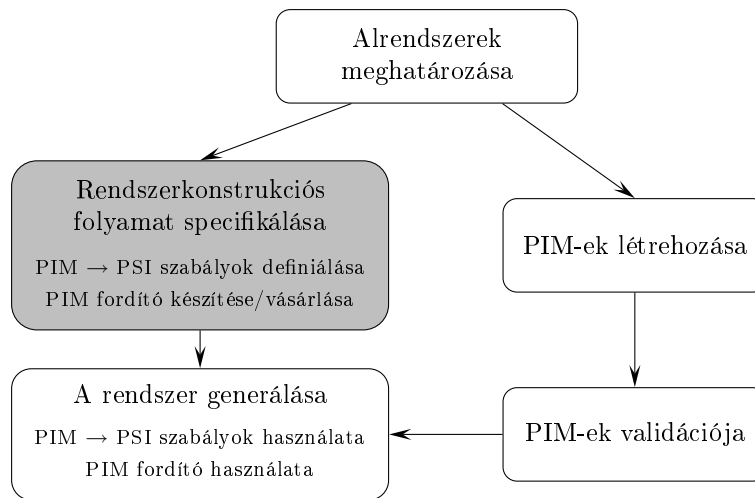 Alrendszerek
meghatározása
Rendszerkonstrukciós
folyamat specifikálása
PIM → PSI szabályok definiálása
PIM fordító készítése/vásárlása
PIM-ek létrehozása
A rendszer generálása
PIM → PSI szabályok használata
PIM fordító használata
PIM-ek validációja